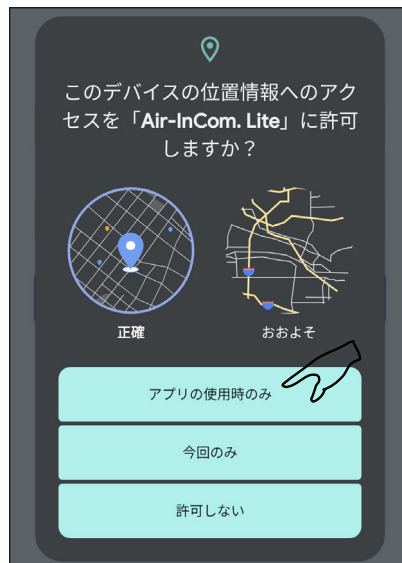 このデバイスの位置情報へのアク
セスを「Air-InCom. Lite」に許可
しますか？
正確
おおよそ
アプリの使用時のみ
今回のみ
許可しない